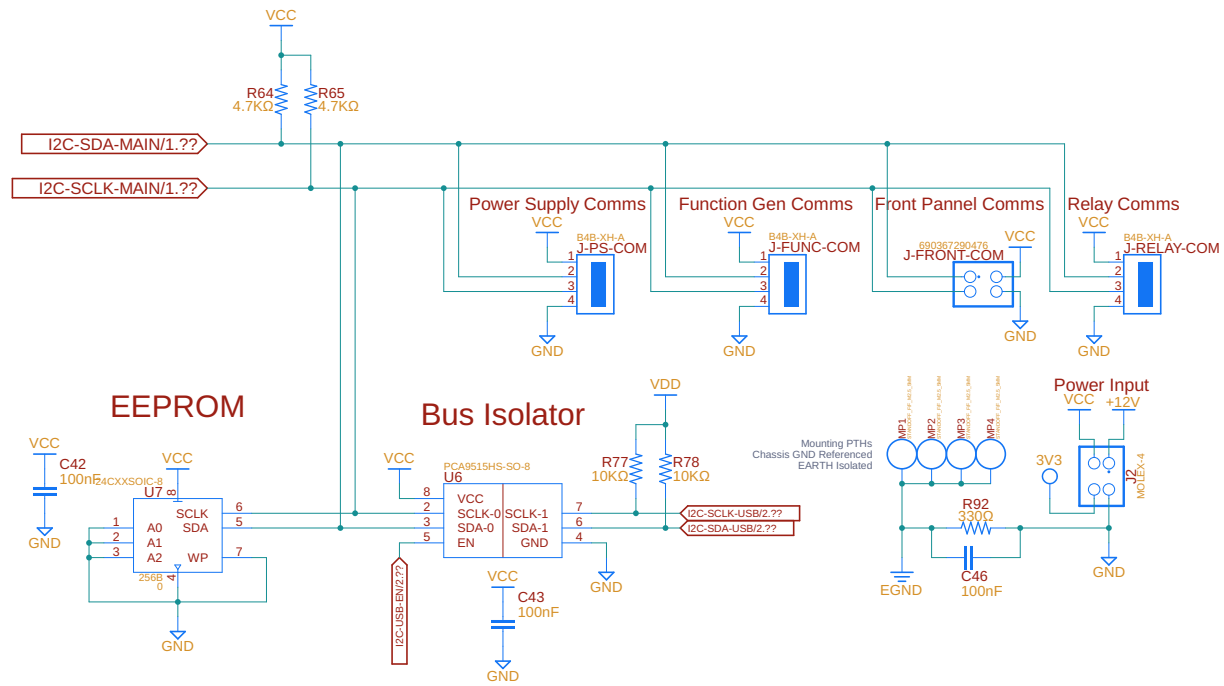 VCC
R64
4.7KΩ
R65
4.7KΩ
I2C-SDA-MAIN/1.??
I2C-SCLK-MAIN/1.??
Power Supply Comms
VCC
B4B-XH-A
J-PS-COM
1
2
3
4
GND
Function Gen Comms
VCC
B4B-XH-A
J-FUNC-COM
1
2
3
4
GND
Front Pannel Comms
690367290476
VCC
J-FRONT-COM
GND
Relay Comms
VCC
B4B-XH-A
J-RELAY-COM
1
2
3
4
GND
EEPROM
VCC
C42
100nF
GND
VCC
24CXXSOIC-8
U7
8
SCLK
SDA
A0
A1
A2
WP
1
2
3
6
5
7
256B
0
4
GND
Bus Isolator
VCC
PCA9515HS-SO-8
U6
8
2
3
5
VCC
SCLK-0
SDA-0
EN
SCLK-1
SDA-1
GND
7
6
4
I2C-USB-EN/2.??
VCC
C43
100nF
GND
GND
VDD
R77
10KΩ
R78
10KΩ
I2C-SCLK-USB/2.??
I2C-SDA-USB/2.??
Mounting PTHs
Chassis GND Referenced
EARTH Isolated
MP1
MP2
MP3
MP4
R92
330Ω
C46
100nF
EGND
Power Input
VCC
+12V
3V3
J2
MOLEX-4
GND